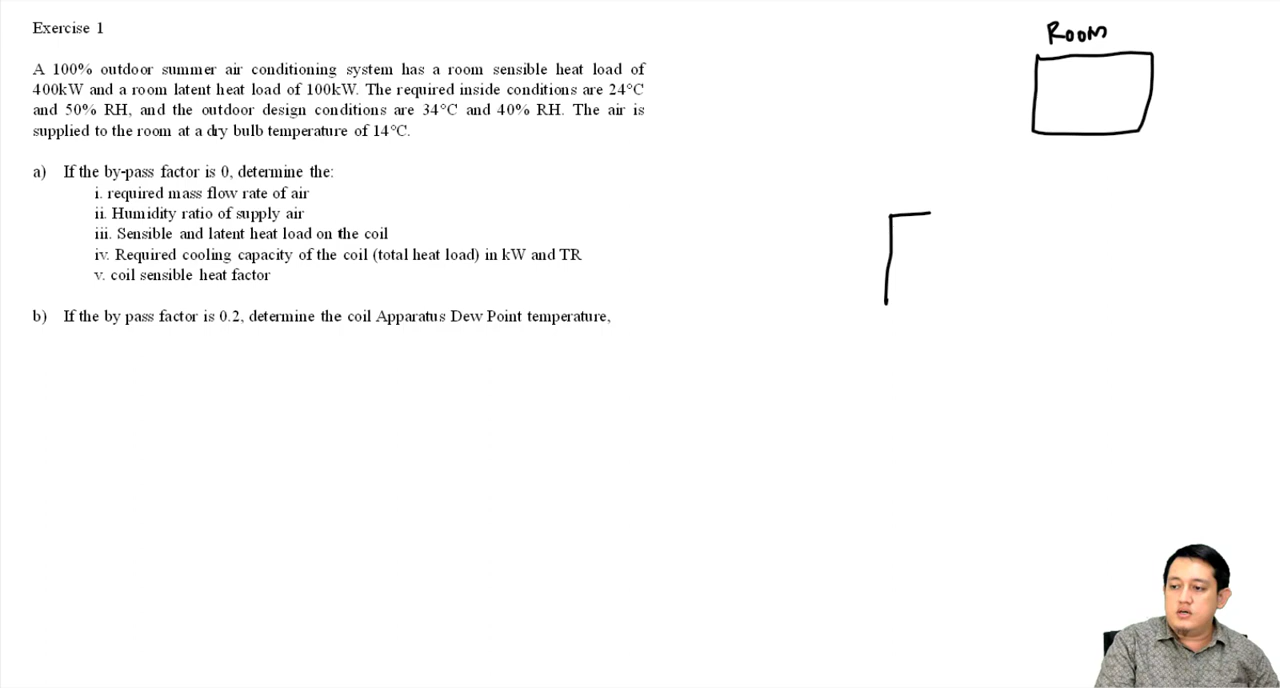 Exercise 1
Room
A 100% outdoor summer air conditioning system has a room sensible heat load of
400kW and a room latent heat load of 100kW. The required inside conditions are 24°C
and 50% RH, and the outdoor design conditions are 34°C and 40% RH. The air is
supplied to the room at a dry bulb temperature of 14°C.
a) If the by-pass factor is 0, determine the:
i. required mass flow rate of air
ii. Humidity ratio of supply air
iii. Sensible and latent heat load on the coil
iv. Required cooling capacity of the coil (total heat load) in kW and TR
v. coil sensible heat factor
b) If the by pass factor is 0.2, determine the coil Apparatus Dew Point temperature,